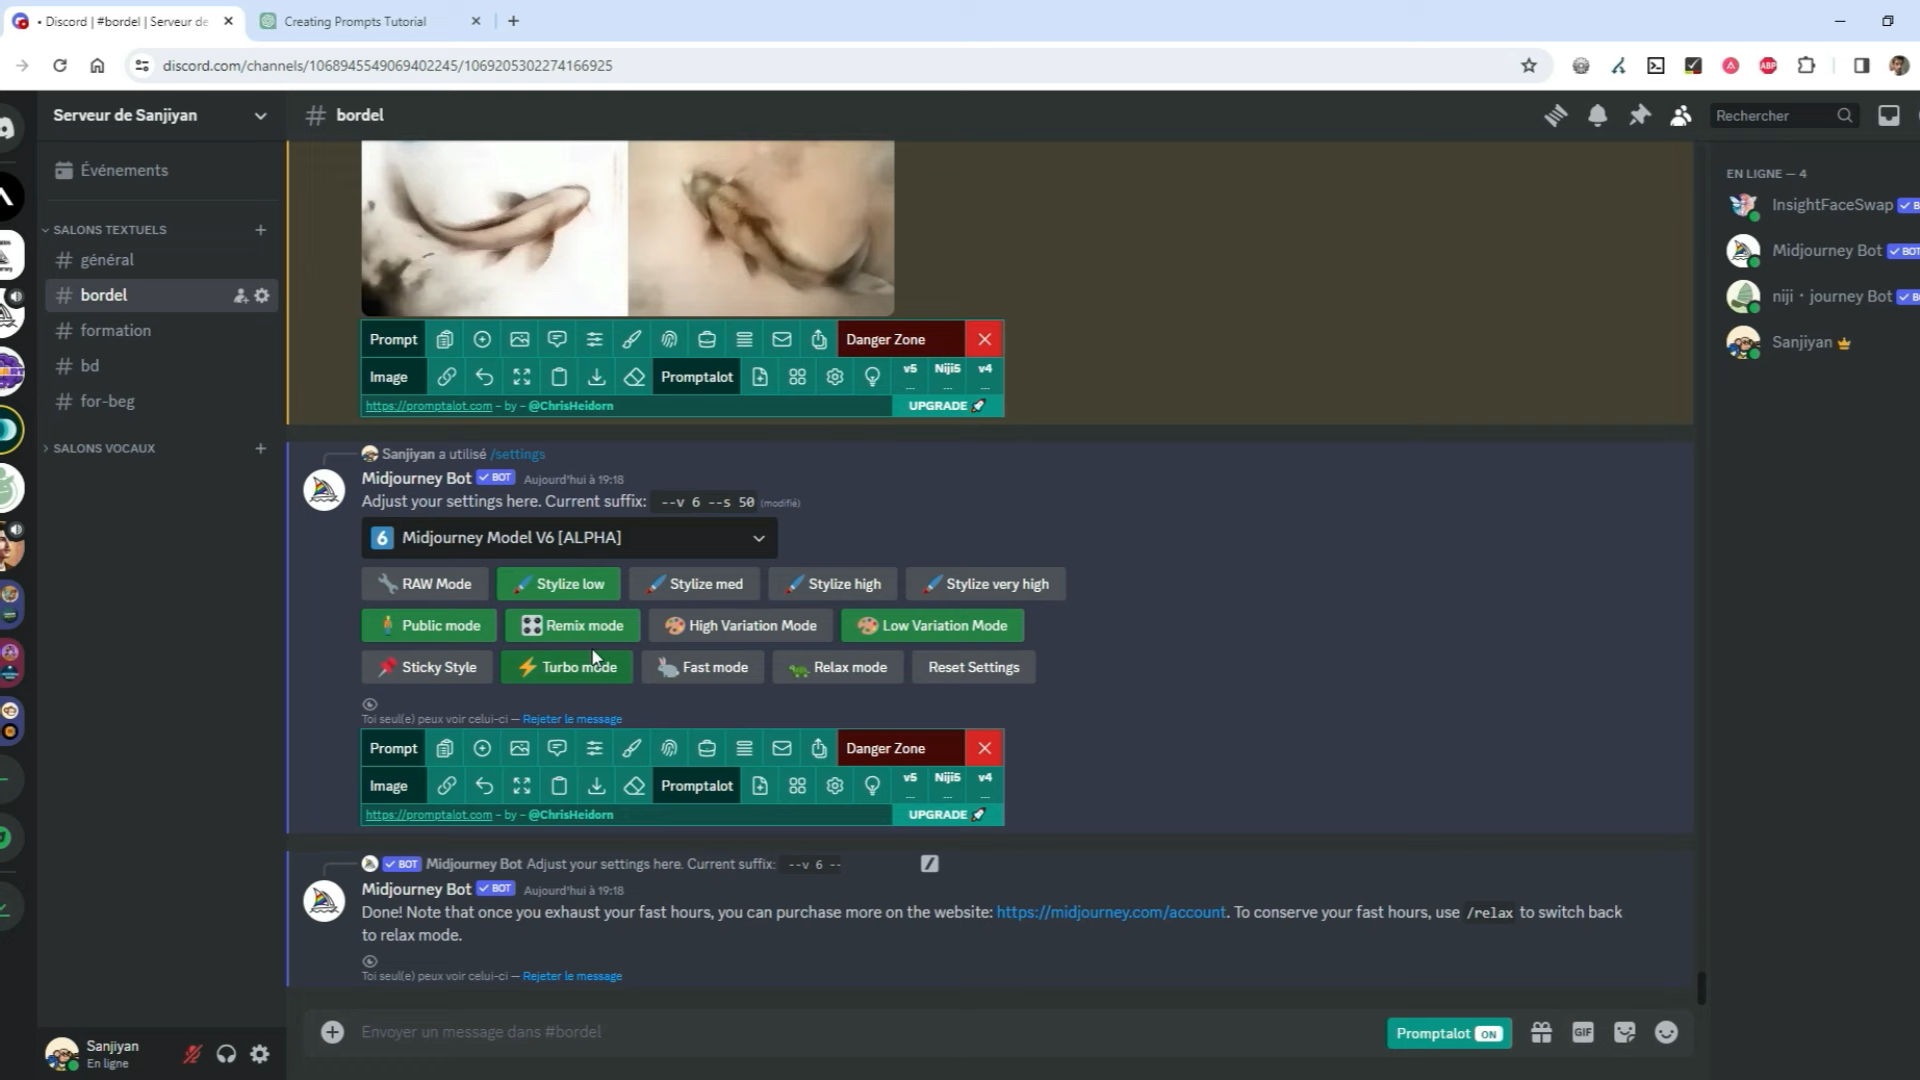 • Discord | #bordel | Serveur de
Creating Prompts Tutorial
discord.com/channels/1068945549069402245/1069205302274166925
ABP
Serveur de Sanjiyan
# bordel
Rechercher
Événements
SALONS TEXTUELS
# général
# bordel
# formation
# bd
# for-beg
SALONS VOCAUX
Prompt
Danger Zone
Image
Promptalot
v5
...
Niji5
...
v4
...
https://promptalot.com - by - @ChrisHeidorn
UPGRADE
Sanjiyan a utilisé /settings
Midjourney Bot BOT Aujourd'hui à 19:18
Adjust your settings here. Current suffix: --v 6 --s 50 (modifié)
6 Midjourney Model V6 [ALPHA]
RAW Mode Stylize low Stylize med Stylize high Stylize very high
Public mode Remix mode High Variation Mode Low Variation Mode
Sticky Style Turbo mode Fast mode Relax mode Reset Settings
Toi seul(e) peux voir celui-ci — Rejeter le message
Prompt
Danger Zone
Image
Promptalot
v5
...
Niji5
...
v4
...
https://promptalot.com - by - @ChrisHeidorn
UPGRADE
BOT Midjourney Bot Adjust your settings here. Current suffix: --v 6 --
Midjourney Bot BOT Aujourd'hui à 19:18
Done! Note that once you exhaust your fast hours, you can purchase more on the website: https://midjourney.com/account. To conserve your fast hours, use /relax to switch back
to relax mode.
Toi seul(e) peux voir celui-ci — Rejeter le message
Envoyer un message dans #bordel
Promptalot ON
GIF
Sanjiyan
En ligne
EN LIGNE — 4
InsightFaceSwap
Midjourney Bot BOT
niji・journey Bot
Sanjiyan